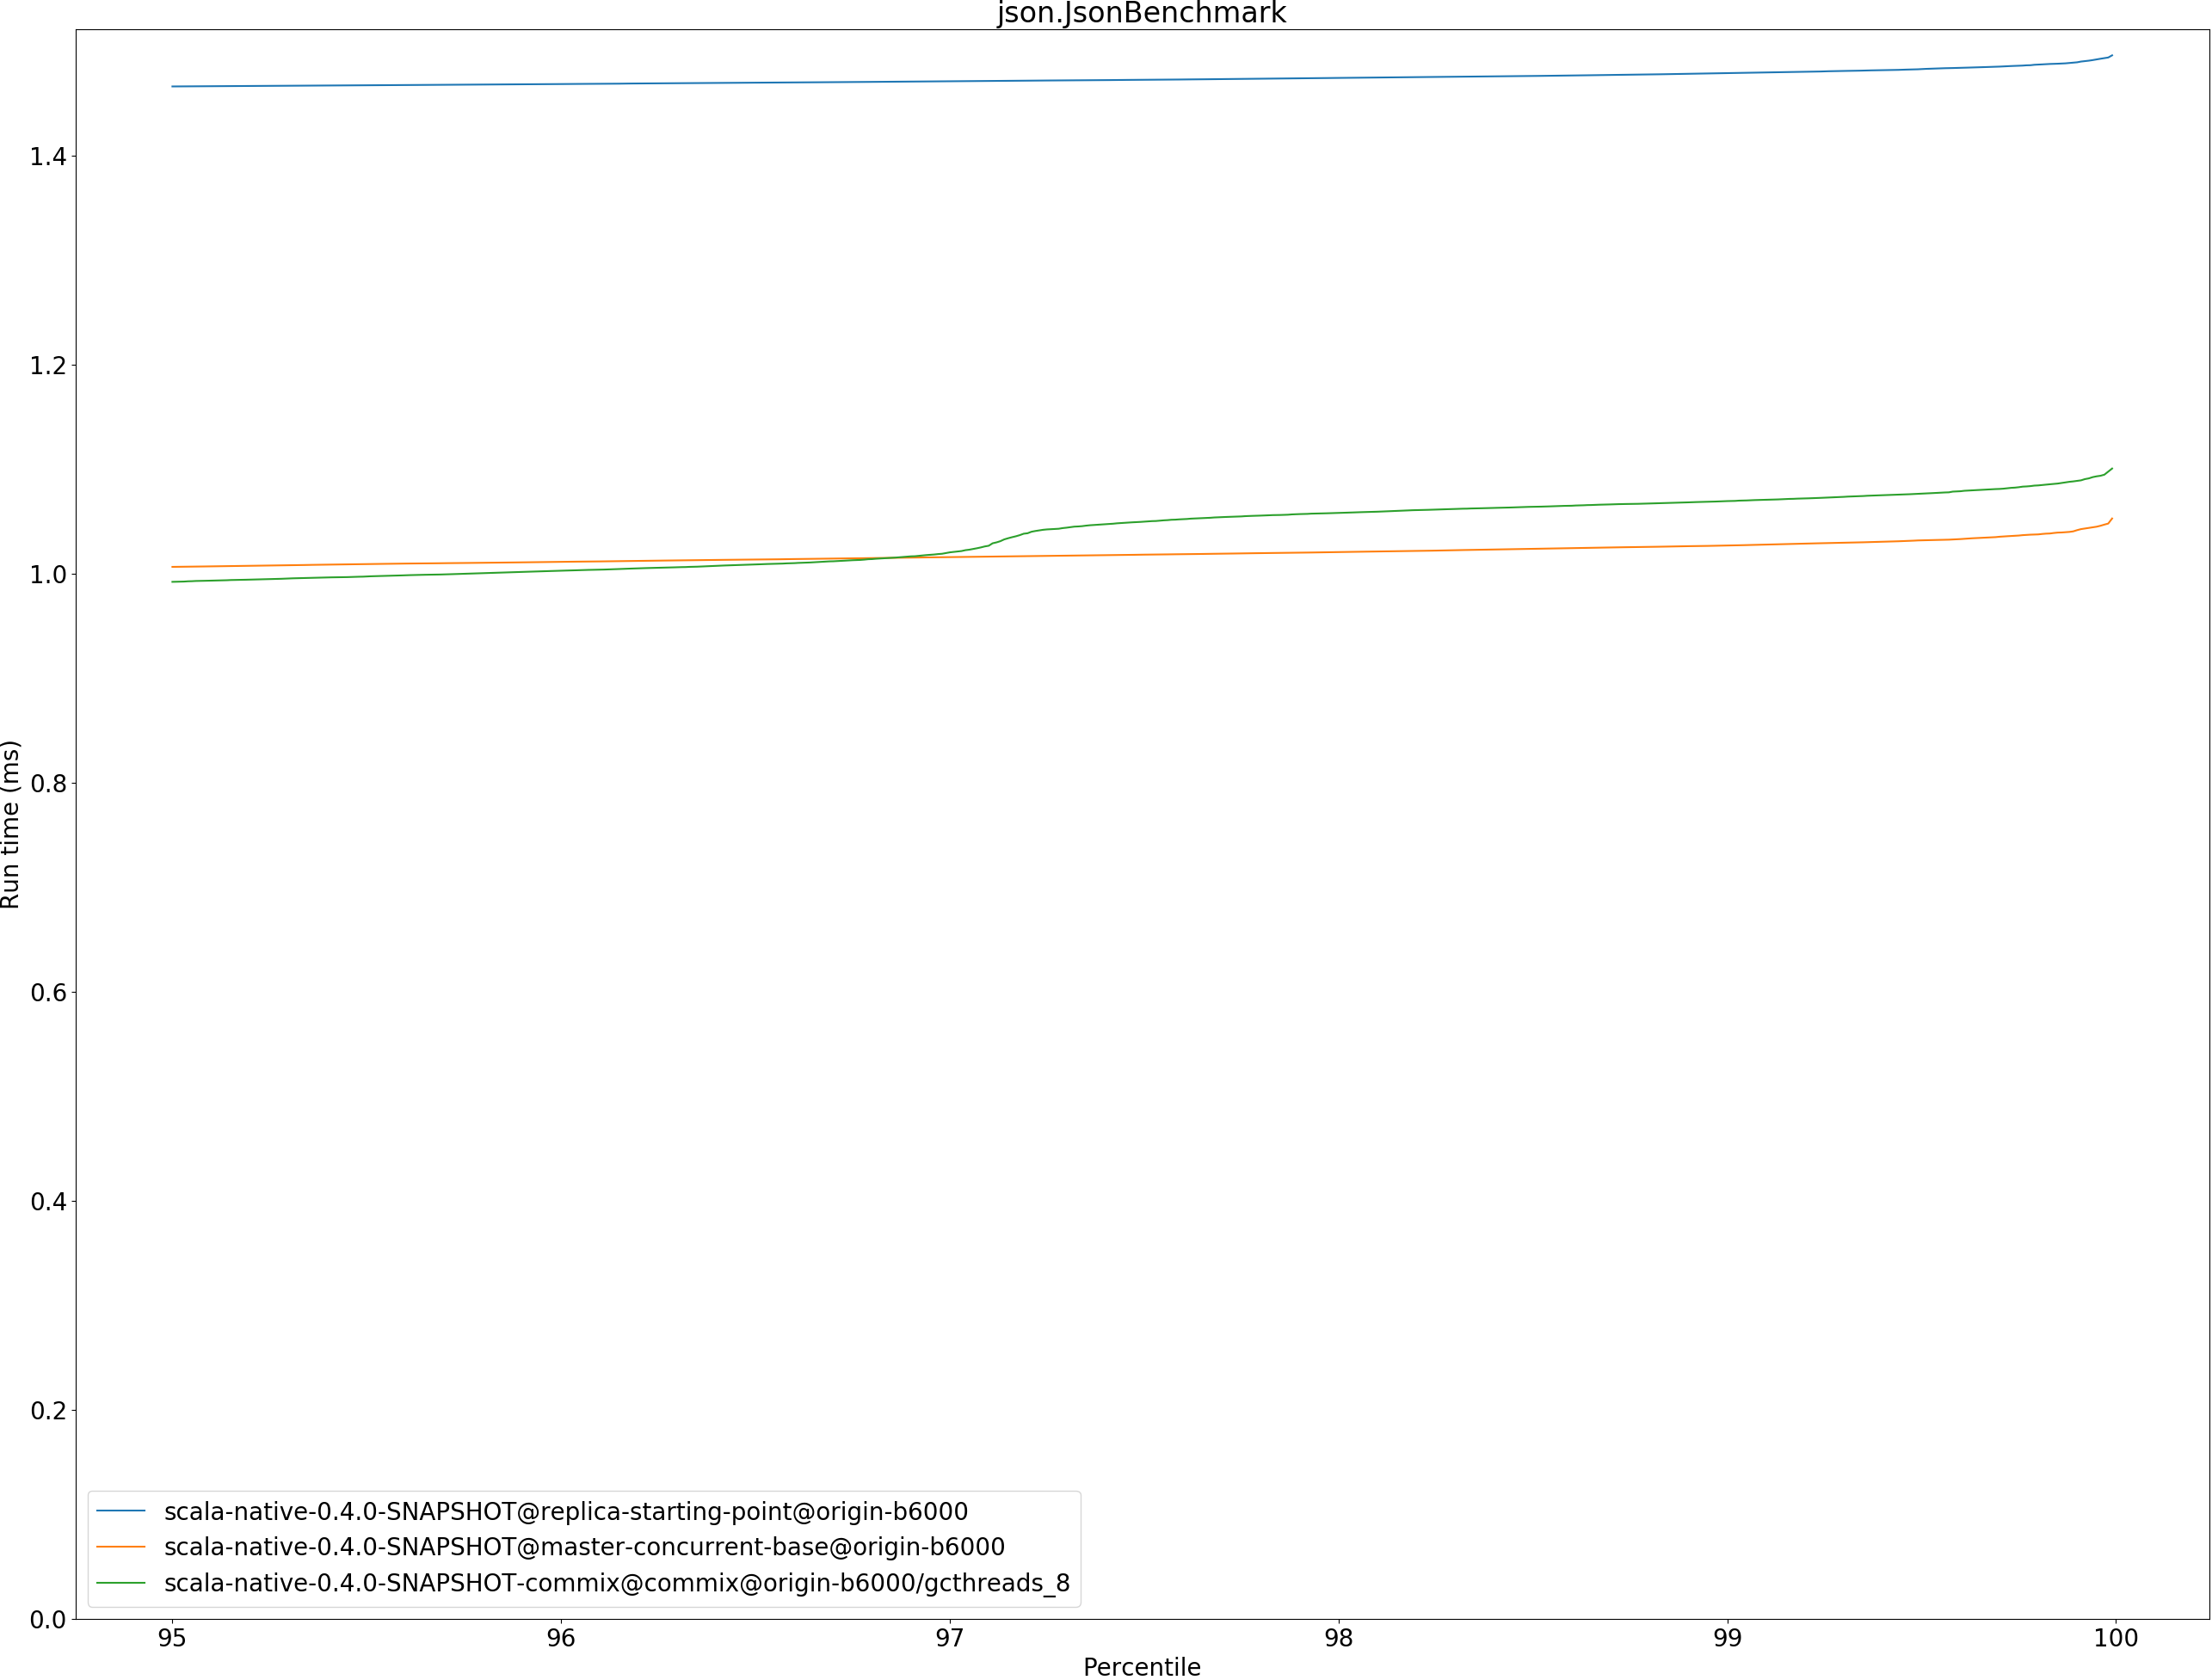 json.JsonBenchmark
Run time (ms)
1.4
1.2
1.0
0.8
0.6
0.4
0.2
0.0
scala-native-0.4.0-SNAPSHOT@replica-starting-point@origin-b6000
scala-native-0.4.0-SNAPSHOT@master-concurrent-base@origin-b6000
scala-native-0.4.0-SNAPSHOT-commix@commix@origin-b6000/gcthreads_8
95 96 97 98 99 100
Percentile